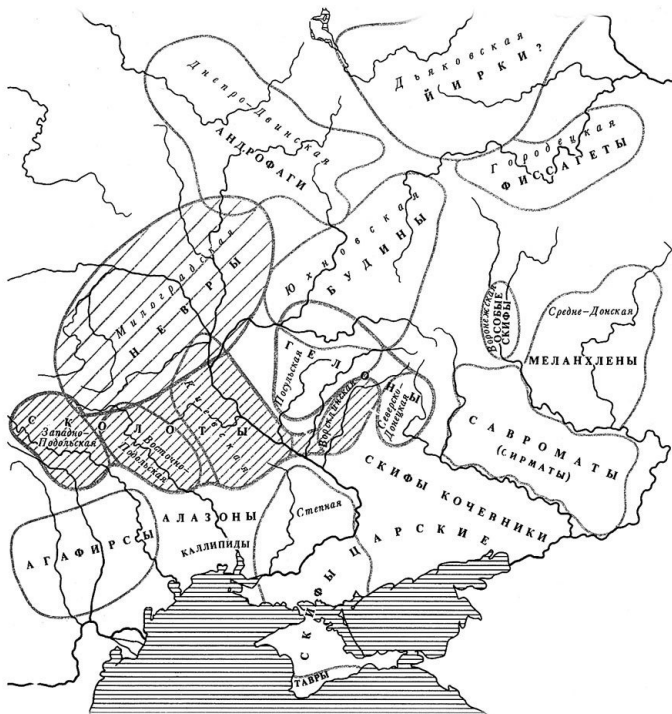 Дьяковская
ЙИРКИ?
Днепро-Двинская
АНДРОФАГИ
Городецкая
ФИССАГЕТЫ
Юхновская
БУДИНЫ
Милоградская
НЕВРЫ
Воронежская
ОСОБЫЕ
СКИФЫ
Средне-Донская
МЕЛАНХЛЕНЫ
ГЕЛОНЫ
Посульская
Ворсклинская
Северско-
Донецкая
СКОЛОТЫ
Западно-
Подольская
Восточно-
Подольская
Киевская
САВРОМАТЫ
(СИРМАТЫ)
СКИФЫ КОЧЕВНИКИ
Степная
АЛАЗОНЫ
КАЛЛИПИДЫ
АГАФИРСЫ
СКИФЫ ЦАРСКИЕ
ТАВРЫ